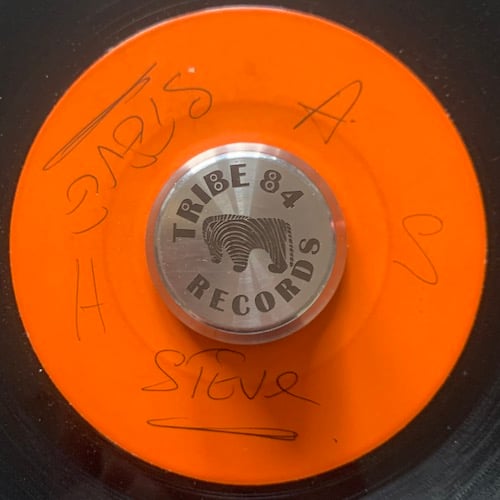 TRIBE 84
RECORDS
A
S
H
STEVE